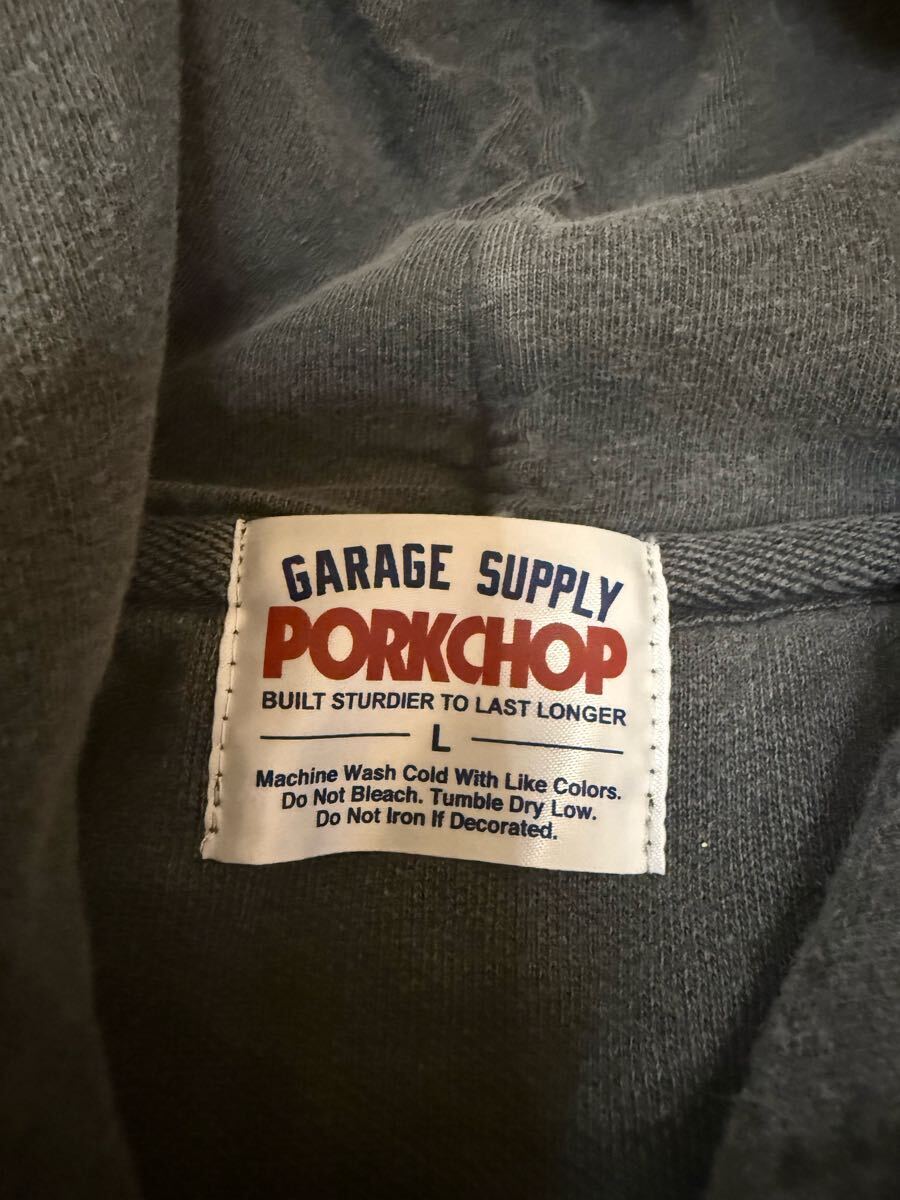 GARAGE SUPPLY
PORKCHOP
BUILT STURDIER TO LAST LONGER
L
Machine Wash Cold With Like Colors.
Do Not Bleach. Tumble Dry Low.
Do Not Iron If Decorated.